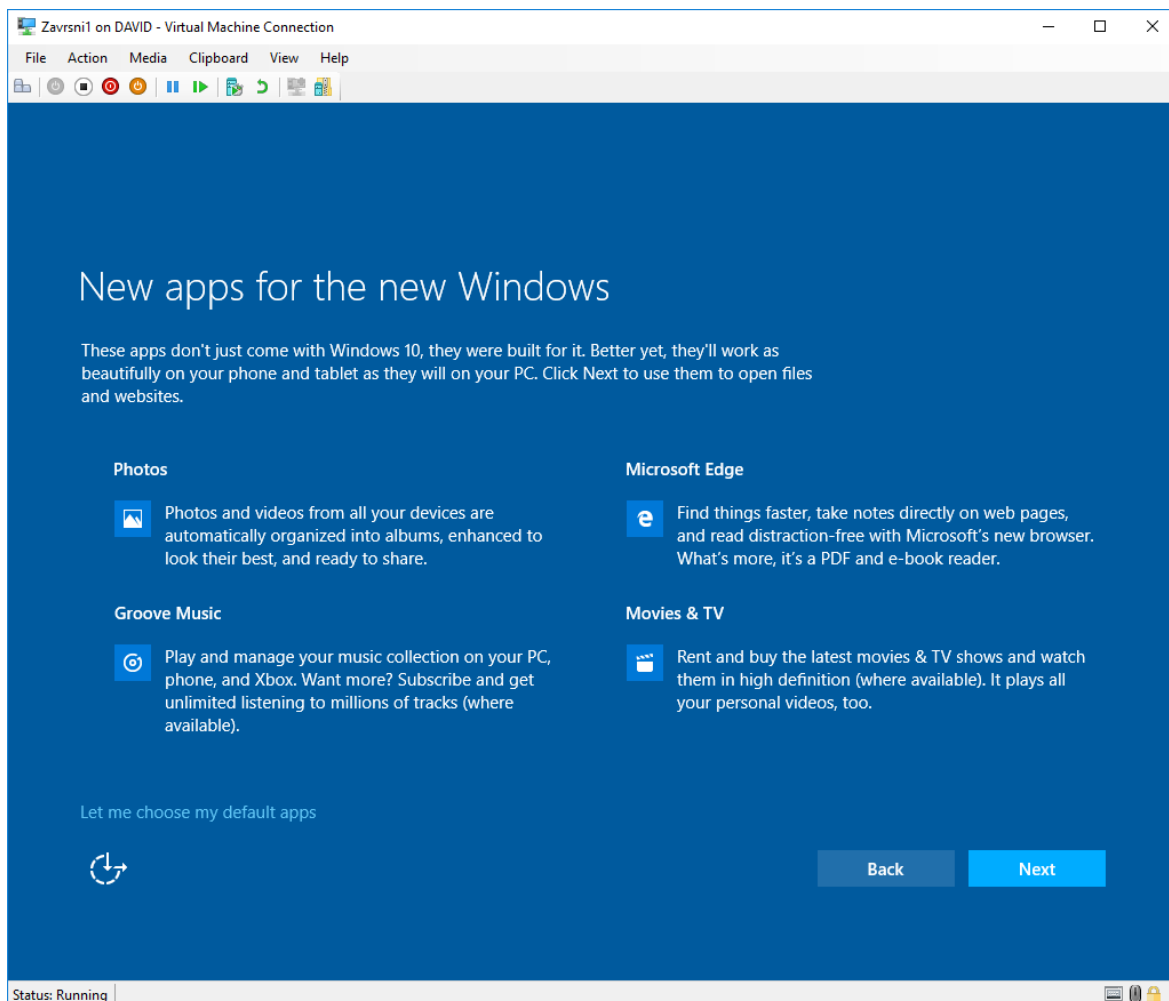 Zavrsni1 on DAVID - Virtual Machine Connection
File Action Media Clipboard View Help
New apps for the new Windows
These apps don't just come with Windows 10, they were built for it. Better yet, they'll work as
beautifully on your phone and tablet as they will on your PC. Click Next to use them to open files
and websites.
Photos
Photos and videos from all your devices are
automatically organized into albums, enhanced to
look their best, and ready to share.
Microsoft Edge
Find things faster, take notes directly on web pages,
and read distraction-free with Microsoft's new browser.
What's more, it's a PDF and e-book reader.
Groove Music
Play and manage your music collection on your PC,
phone, and Xbox. Want more? Subscribe and get
unlimited listening to millions of tracks (where
available).
Movies & TV
Rent and buy the latest movies & TV shows and watch
them in high definition (where available). It plays all
your personal videos, too.
Let me choose my default apps
Back Next
Status: Running